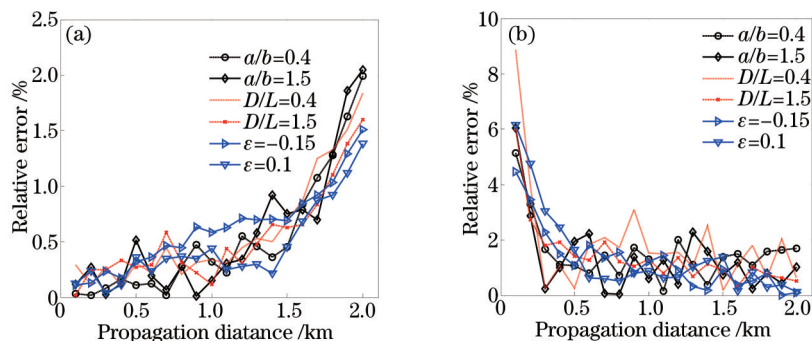 (a)
a/b=0.4
a/b=1.5
D/L=0.4
D/L=1.5
ε=−0.15
ε=0.1
2.5
2.0
1.5
1.0
0.5
0
Relative error /%
0
0.5
1.0
1.5
2.0
Propagation diatance /km
(b)
a/b=0.4
a/b=1.5
D/L=0.4
D/L=1.5
ε=−0.15
ε=0.1
10
8
6
4
2
0
Relative error /%
0
0.5
1.0
1.5
2.0
Propagation diatance /km